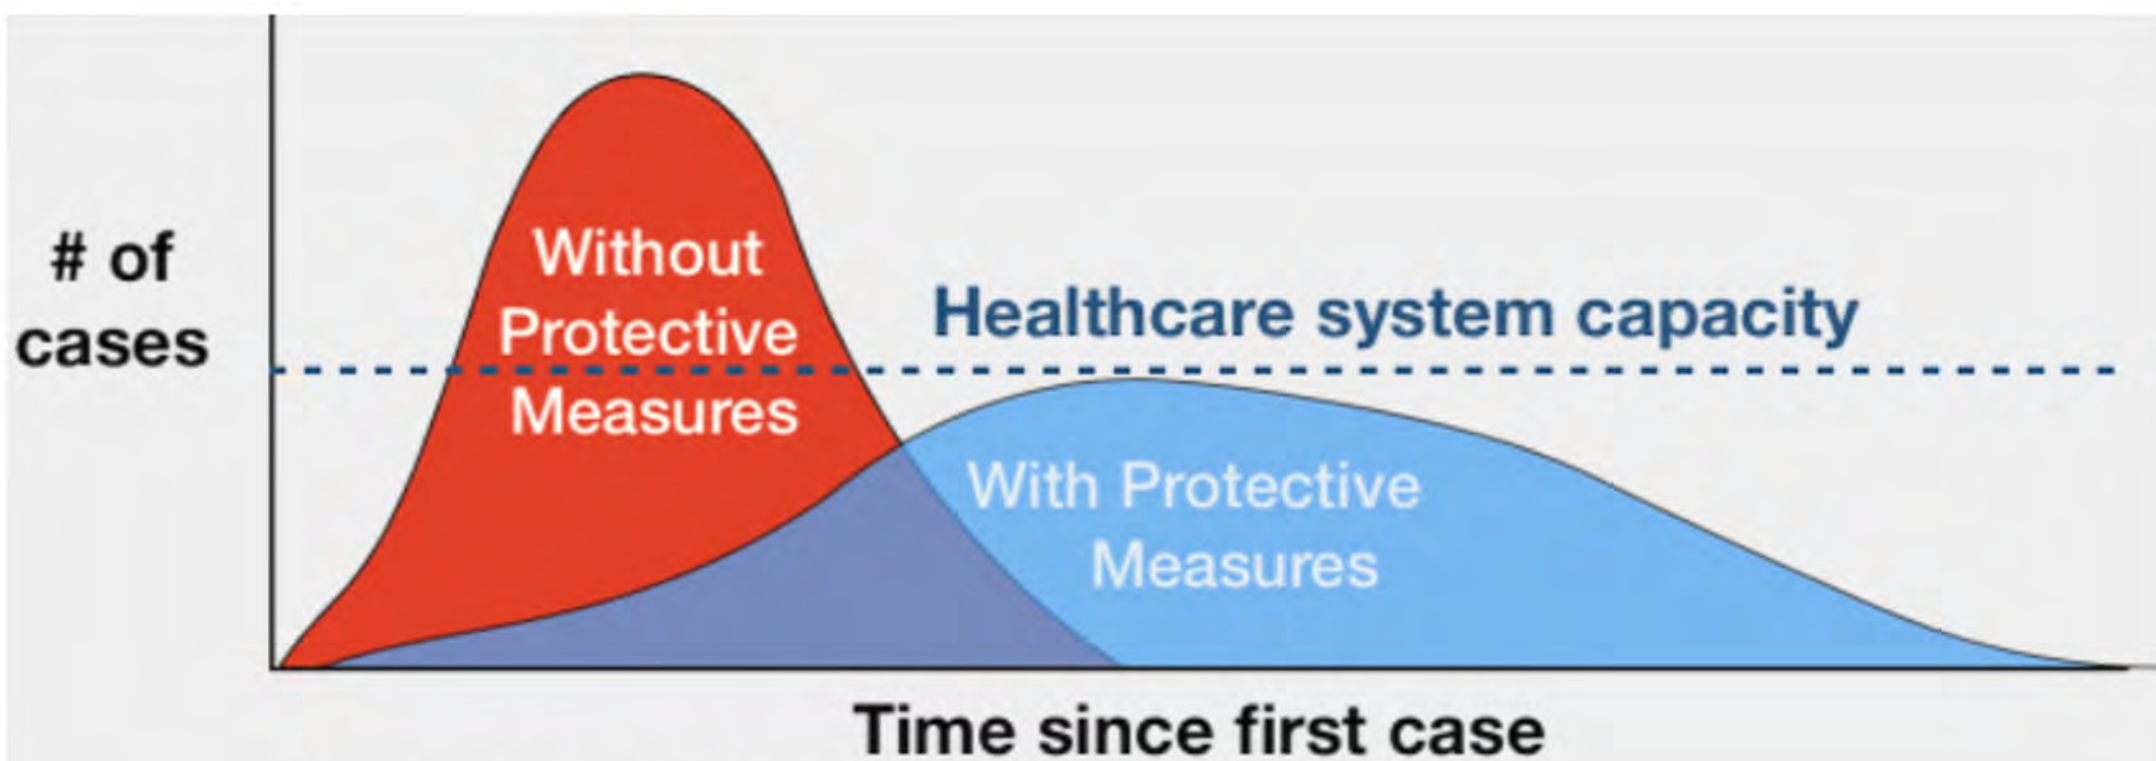 # of
cases
Without
Protective
Measures
Healthcare system capacity
With Protective
Measures
Time since first case